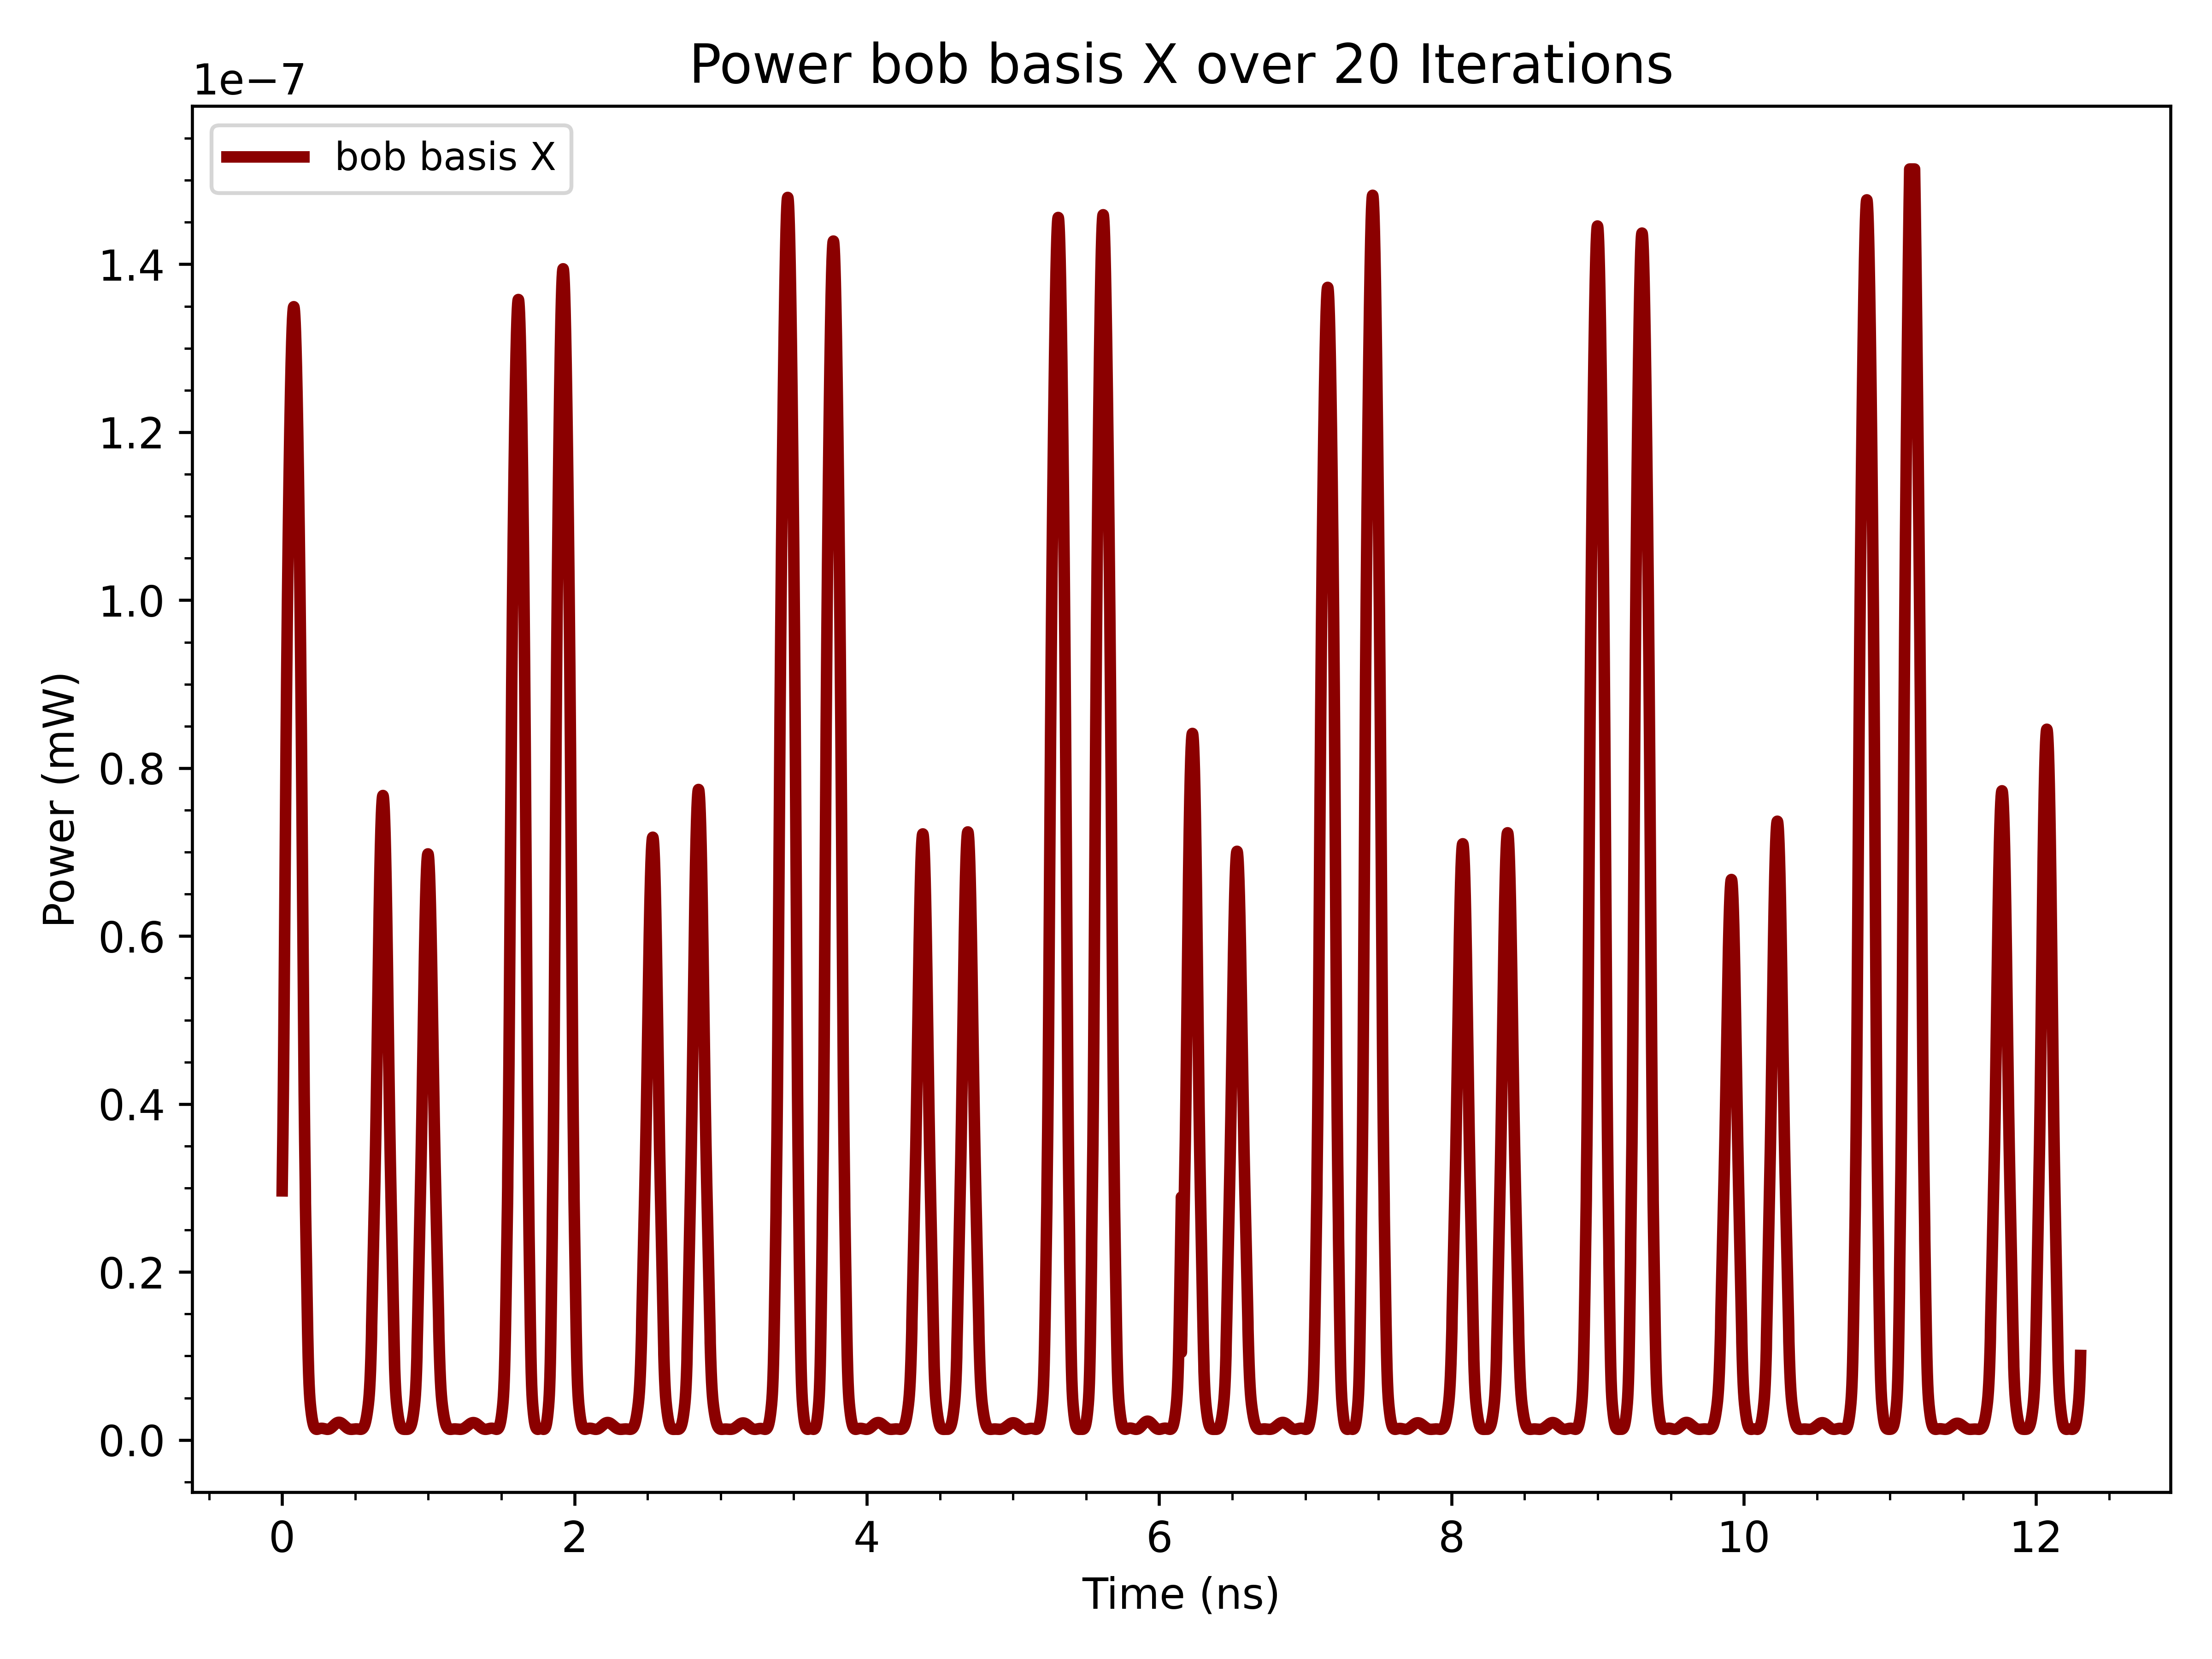 Power bob basis X over 20 Iterations
1e−7
bob basis X
1.4
1.2
1.0
0.8
0.6
0.4
0.2
0.0
Power (mW)
0 2 4 6 8 10 12
Time (ns)